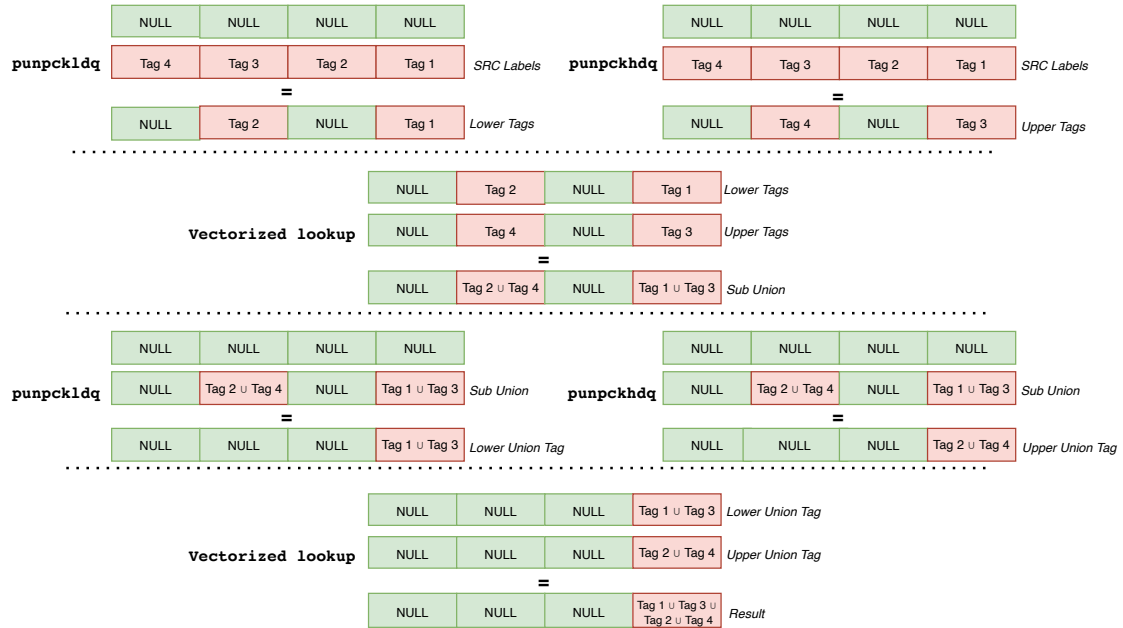 NULL NULL NULL NULL
punpckldq Tag 4 Tag 3 Tag 2 Tag 1 SRC Labels
=
NULL Tag 2 NULL Tag 1 Lower Tags
NULL NULL NULL NULL
punpckhdq Tag 4 Tag 3 Tag 2 Tag 1 SRC Labels
=
NULL Tag 4 NULL Tag 3 Upper Tags
NULL Tag 2 NULL Tag 1 Lower Tags
Vectorized lookup NULL Tag 4 NULL Tag 3 Upper Tags
=
NULL Tag 2 ∪ Tag 4 NULL Tag 1 ∪ Tag 3 Sub Union
NULL NULL NULL NULL
punpckldq NULL Tag 2 ∪ Tag 4 NULL Tag 1 ∪ Tag 3 Sub Union
=
NULL NULL NULL Tag 1 ∪ Tag 3 Lower Union Tag
NULL NULL NULL NULL
punpckhdq NULL Tag 2 ∪ Tag 4 NULL Tag 1 ∪ Tag 3 Sub Union
=
NULL NULL NULL Tag 2 ∪ Tag 4 Upper Union Tag
NULL NULL NULL Tag 1 ∪ Tag 3 Lower Union Tag
Vectorized lookup NULL NULL NULL Tag 2 ∪ Tag 4 Upper Union Tag
=
NULL NULL NULL Tag 1 ∪ Tag 3 ∪
Tag 2 ∪ Tag 4 Result